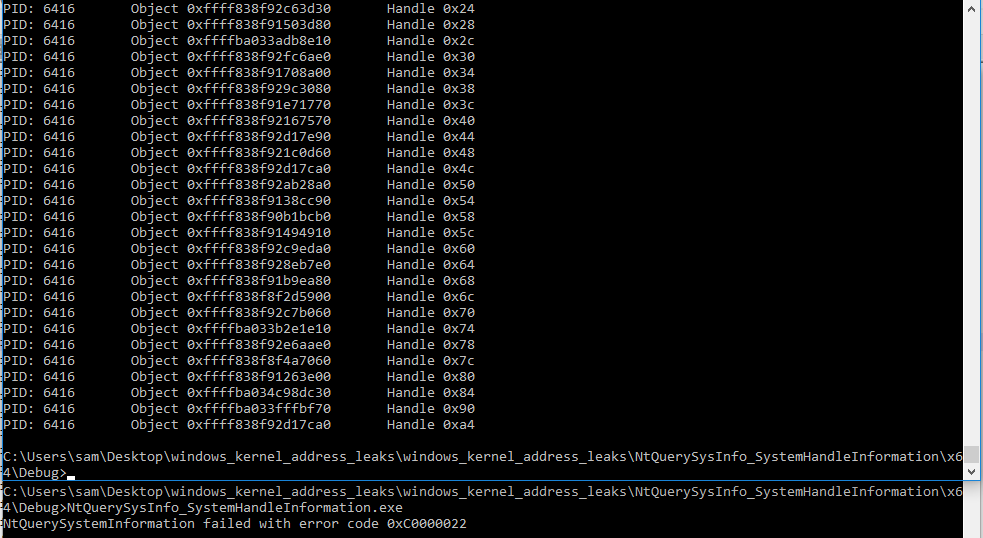 PID: 6416 Object 0xffff838f92c63d30 Handle 0x24
PID: 6416 Object 0xffff838f91503d80 Handle 0x28
PID: 6416 Object 0xffffba033adb8e10 Handle 0x2c
PID: 6416 Object 0xffff838f92fc6ae0 Handle 0x30
PID: 6416 Object 0xffff838f91708a00 Handle 0x34
PID: 6416 Object 0xffff838f929c3080 Handle 0x38
PID: 6416 Object 0xffff838f91e71770 Handle 0x3c
PID: 6416 Object 0xffff838f92167570 Handle 0x40
PID: 6416 Object 0xffff838f92d17e90 Handle 0x44
PID: 6416 Object 0xffff838f921c0d60 Handle 0x48
PID: 6416 Object 0xffff838f92d17ca0 Handle 0x4c
PID: 6416 Object 0xffff838f92ab28a0 Handle 0x50
PID: 6416 Object 0xffff838f9138cc90 Handle 0x54
PID: 6416 Object 0xffff838f90b1bcb0 Handle 0x58
PID: 6416 Object 0xffff838f91494910 Handle 0x5c
PID: 6416 Object 0xffff838f92c9eda0 Handle 0x60
PID: 6416 Object 0xffff838f928eb7e0 Handle 0x64
PID: 6416 Object 0xffff838f91b9ea80 Handle 0x68
PID: 6416 Object 0xffff838f8f2d5900 Handle 0x6c
PID: 6416 Object 0xffff838f92c7b060 Handle 0x70
PID: 6416 Object 0xffffba033b2e1e10 Handle 0x74
PID: 6416 Object 0xffff838f92e6aae0 Handle 0x78
PID: 6416 Object 0xffff838f8f4a7060 Handle 0x7c
PID: 6416 Object 0xffff838f91263e00 Handle 0x80
PID: 6416 Object 0xffffba034c98dc30 Handle 0x84
PID: 6416 Object 0xffffba033fffbf70 Handle 0x90
PID: 6416 Object 0xffff838f92d17ca0 Handle 0xa4
C:\Users\sam\Desktop\windows_kernel_address_leaks\windows_kernel_address_leaks\NtQuerySysInfo_SystemHandleInformation\x6
4\Debug>
C:\Users\sam\Desktop\windows_kernel_address_leaks\windows_kernel_address_leaks\NtQuerySysInfo_SystemHandleInformation\x6
4\Debug>NtQuerySysInfo_SystemHandleInformation.exe
NtQuerySystemInformation failed with error code 0xC0000022